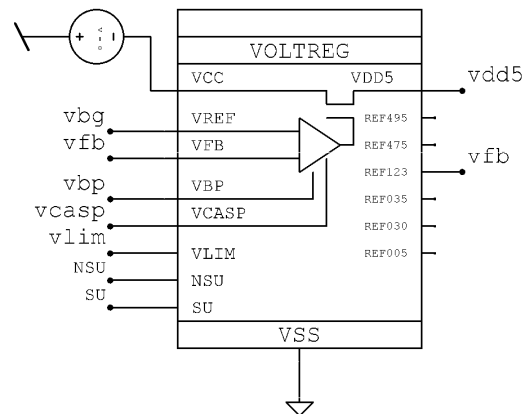 VOLTREG
VCC VDD5 vdd5
vbg VREF REF495
vfb VFB REF475
REF123 vfb
vbp VBP REF035
vcasp VCASP REF030
vlim VLIM REF005
NSU NSU
SU SU
VSS